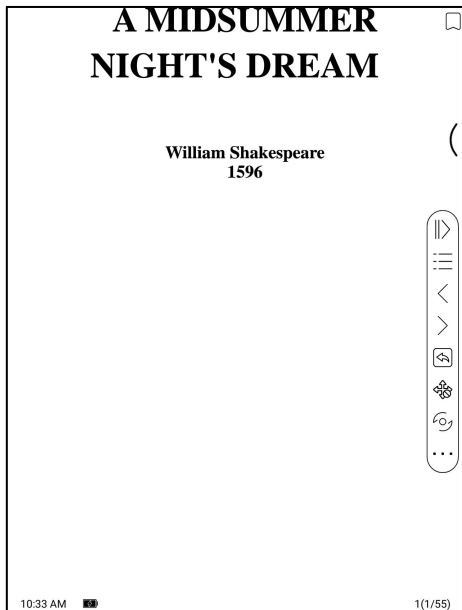 A MIDSUMMER
NIGHT'S DREAM
William Shakespeare
1596
10:33 AM
1(1/55)